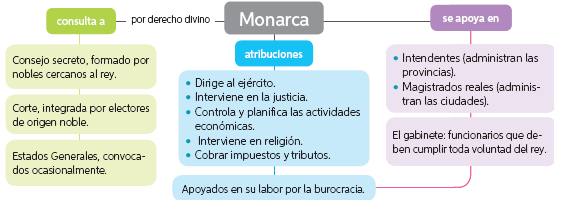 consulta a
por derecho divino
Monarca
se apoya en
Consejo secreto, formado por
nobles cercanos al rey.
Corte, integrada por electores
de origen noble.
Estados Generales, convoca-
dos ocasionalmente.
atribuciones
• Dirige al ejército.
• Interviene en la justicia.
• Controla y planifica las actividades
económicas.
• Interviene en religión.
• Cobrar impuestos y tributos.
Apoyados en su labor por la burocracia.
• Intendentes (administran las
provincias).
• Magistrados reales (adminis-
tran las ciudades).
El gabinete: funcionarios que de-
ben cumplir toda voluntad del rey.